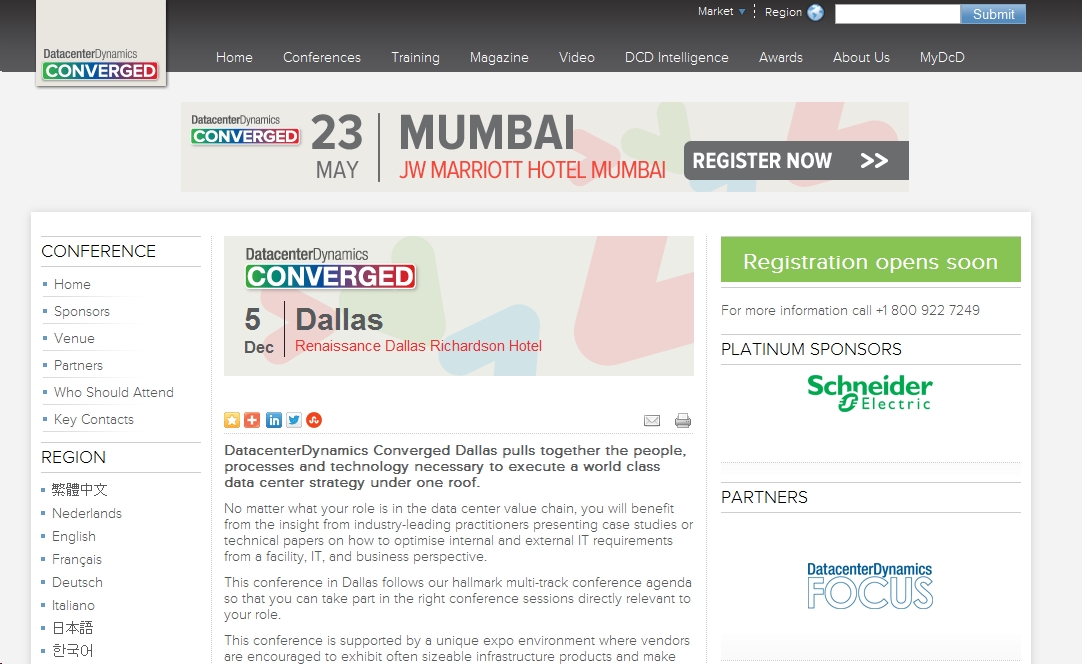 Market
Region
Submit
DatacenterDynamics
CONVERGED
Home
Conferences
Training
Magazine
Video
DCD Intelligence
Awards
About Us
MyDcD
DatacenterDynamics
CONVERGED
23
MAY
MUMBAI
JW MARRIOTT HOTEL MUMBAI
REGISTER NOW >>
CONFERENCE
Home
Sponsors
Venue
Partners
Who Should Attend
Key Contacts
REGION
繁體中文
Nederlands
English
Français
Deutsch
Italiano
日本語
한국어
DatacenterDynamics
CONVERGED
5
Dec
Dallas
Renaissance Dallas Richardson Hotel
in
DatacenterDynamics Converged Dallas pulls together the people,
processes and technology necessary to execute a world class
data center strategy under one roof.
No matter what your role is in the data center value chain, you will benefit
from the insight from industry-leading practitioners presenting case studies or
technical papers on how to optimise internal and external IT requirements
from a facility, IT, and business perspective.
This conference in Dallas follows our hallmark multi-track conference agenda
so that you can take part in the right conference sessions directly relevant to
your role.
This conference is supported by a unique expo environment where vendors
are encouraged to exhibit often sizeable infrastructure products and make
Registration opens soon
For more information call +1 800 922 7249
PLATINUM SPONSORS
Schneider
Electric
PARTNERS
DatacenterDynamics
FOCUS